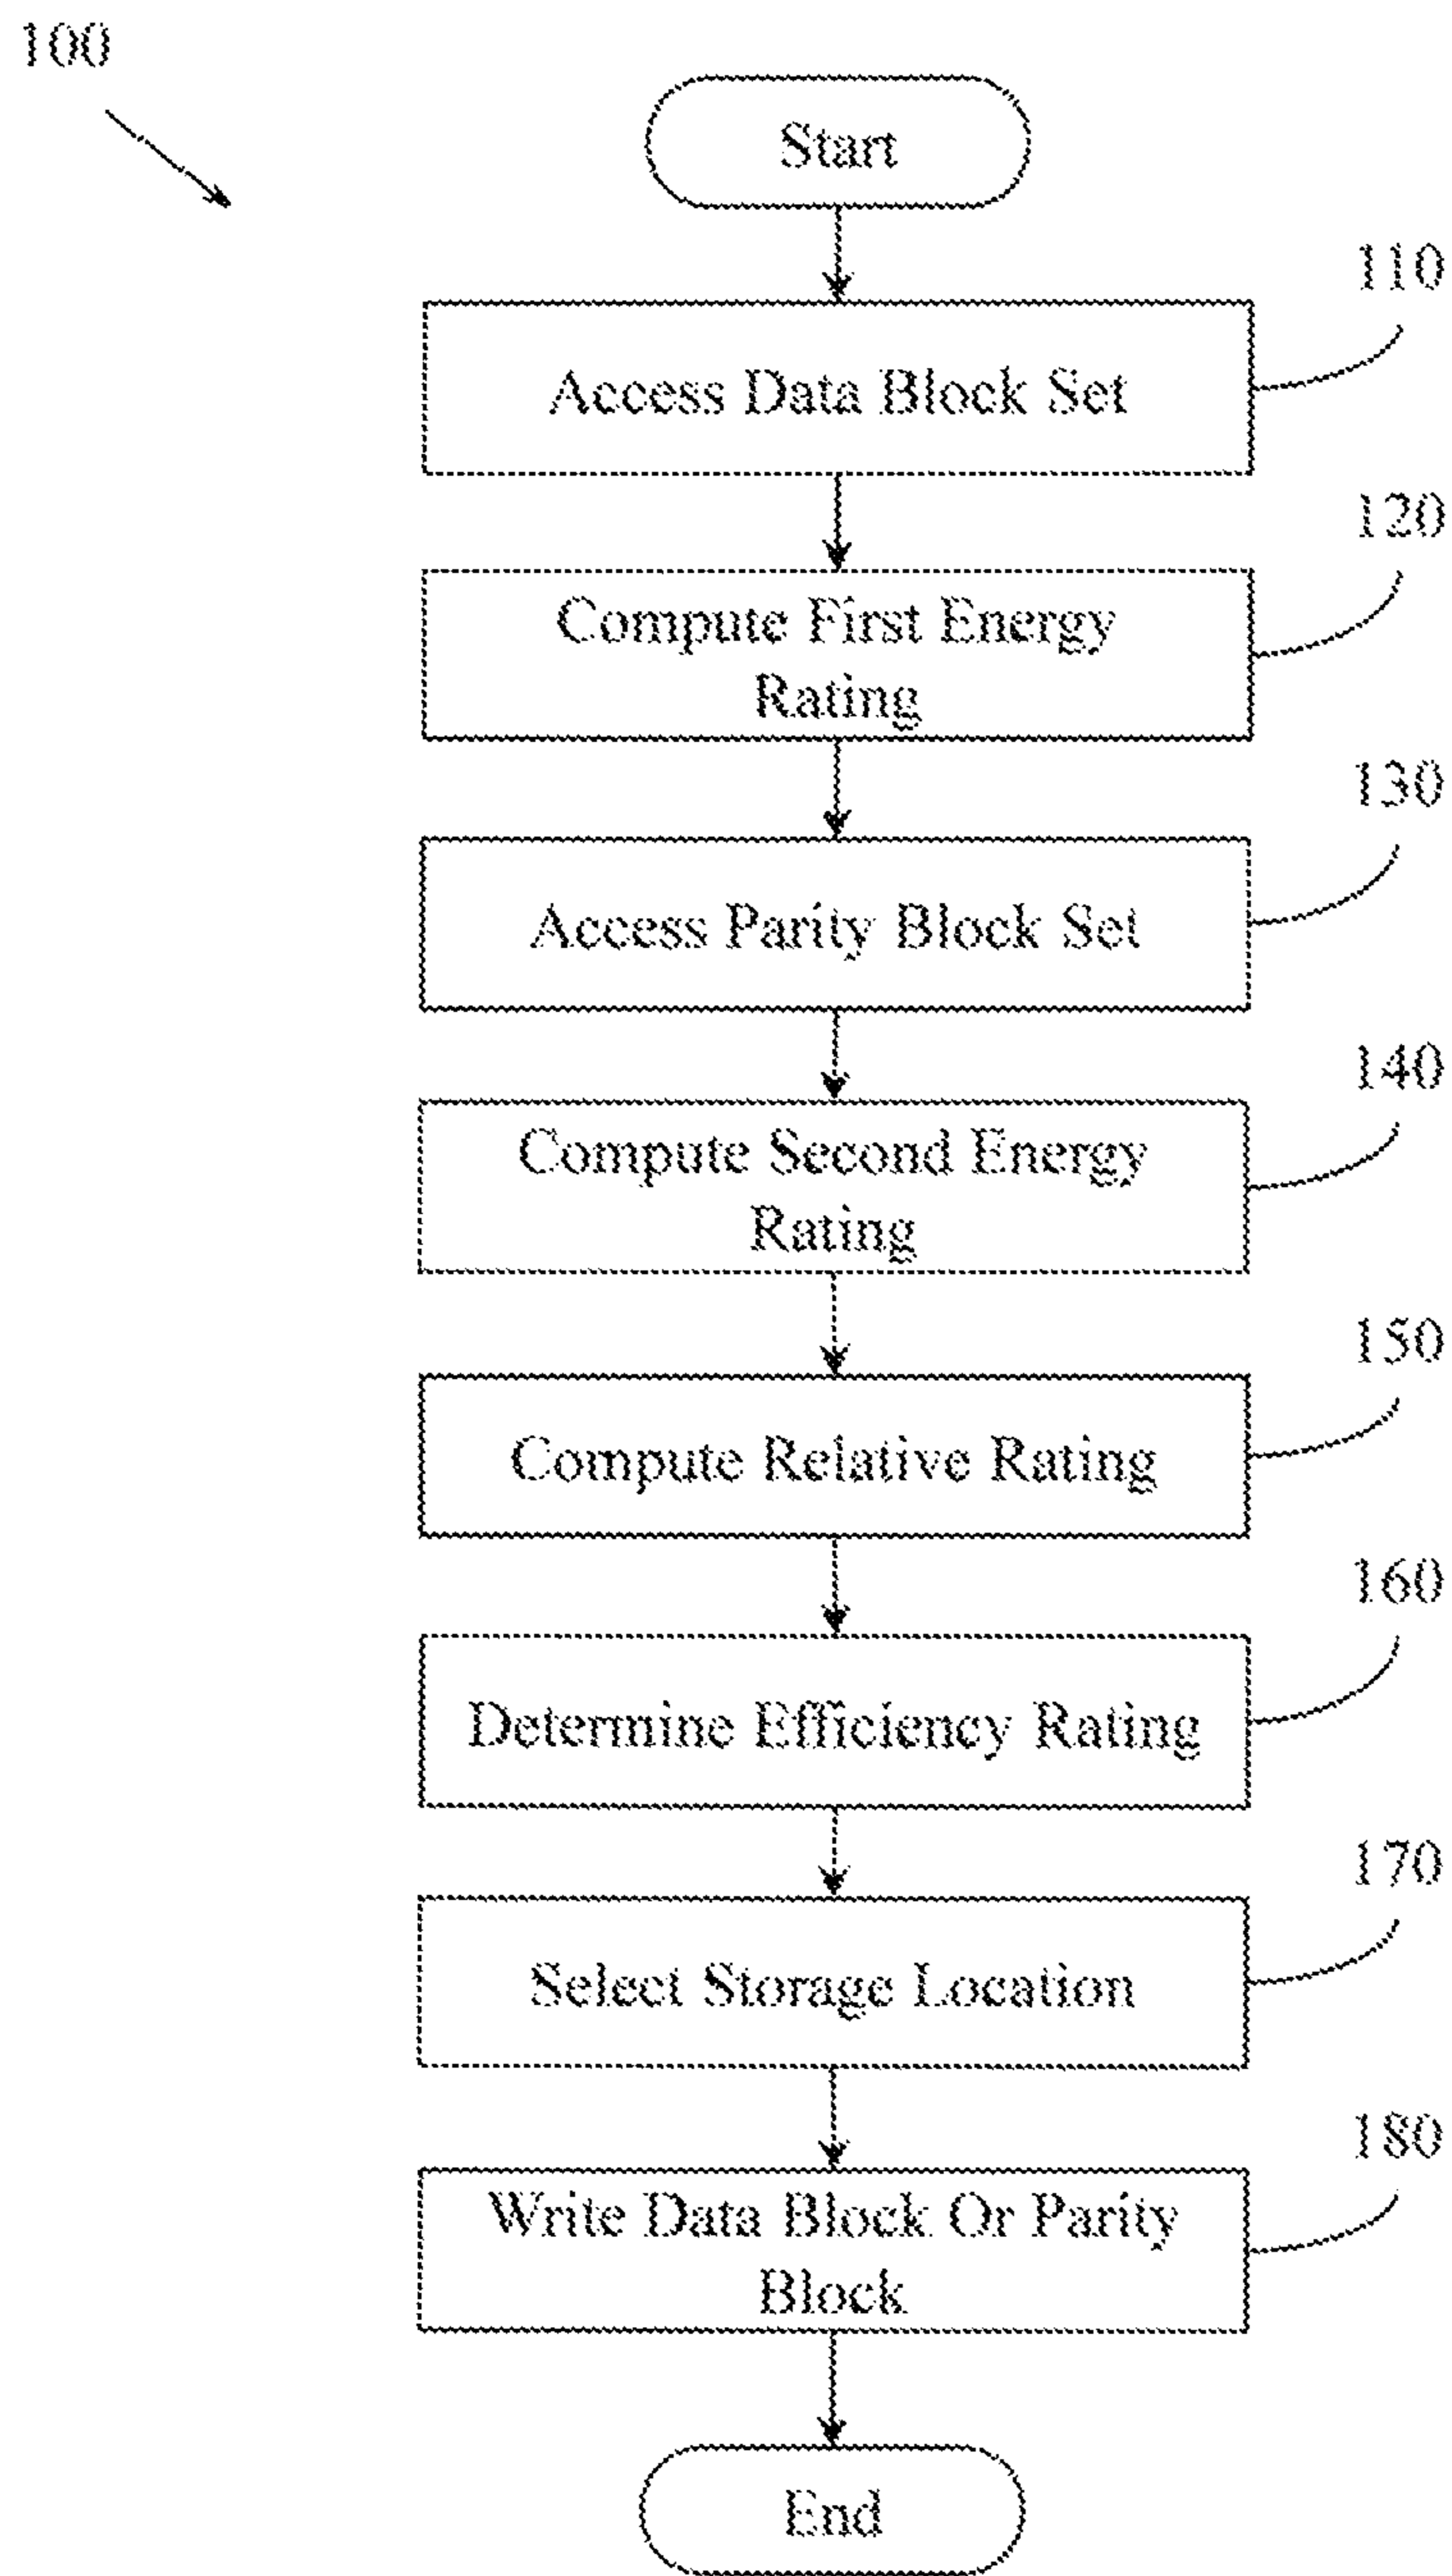 100
Start
110
Access Data Block Set
120
Compute First Energy
Rating
130
Access Parity Block Set
140
Compute Second Energy
Rating
150
Compute Relative Rating
160
Determine Efficiency Rating
170
Select Storage Location
180
Write Data Block Or Parity
Block
End